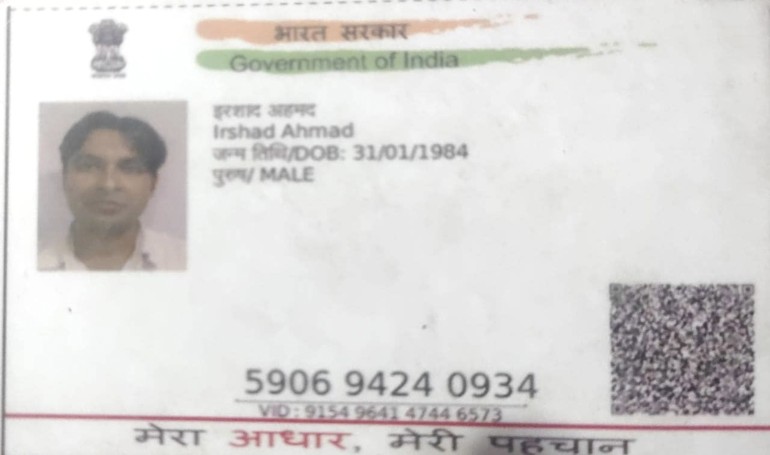 भारत सरकार
Government of India
इरशाद अहमद
Irshad Ahmad
जन्म तिथि/DOB: 31/01/1984
पुरुष/ MALE
5906 9424 0934
VID : 9154 9641 4744 6573
मेरा आधार, मेरी पहचान